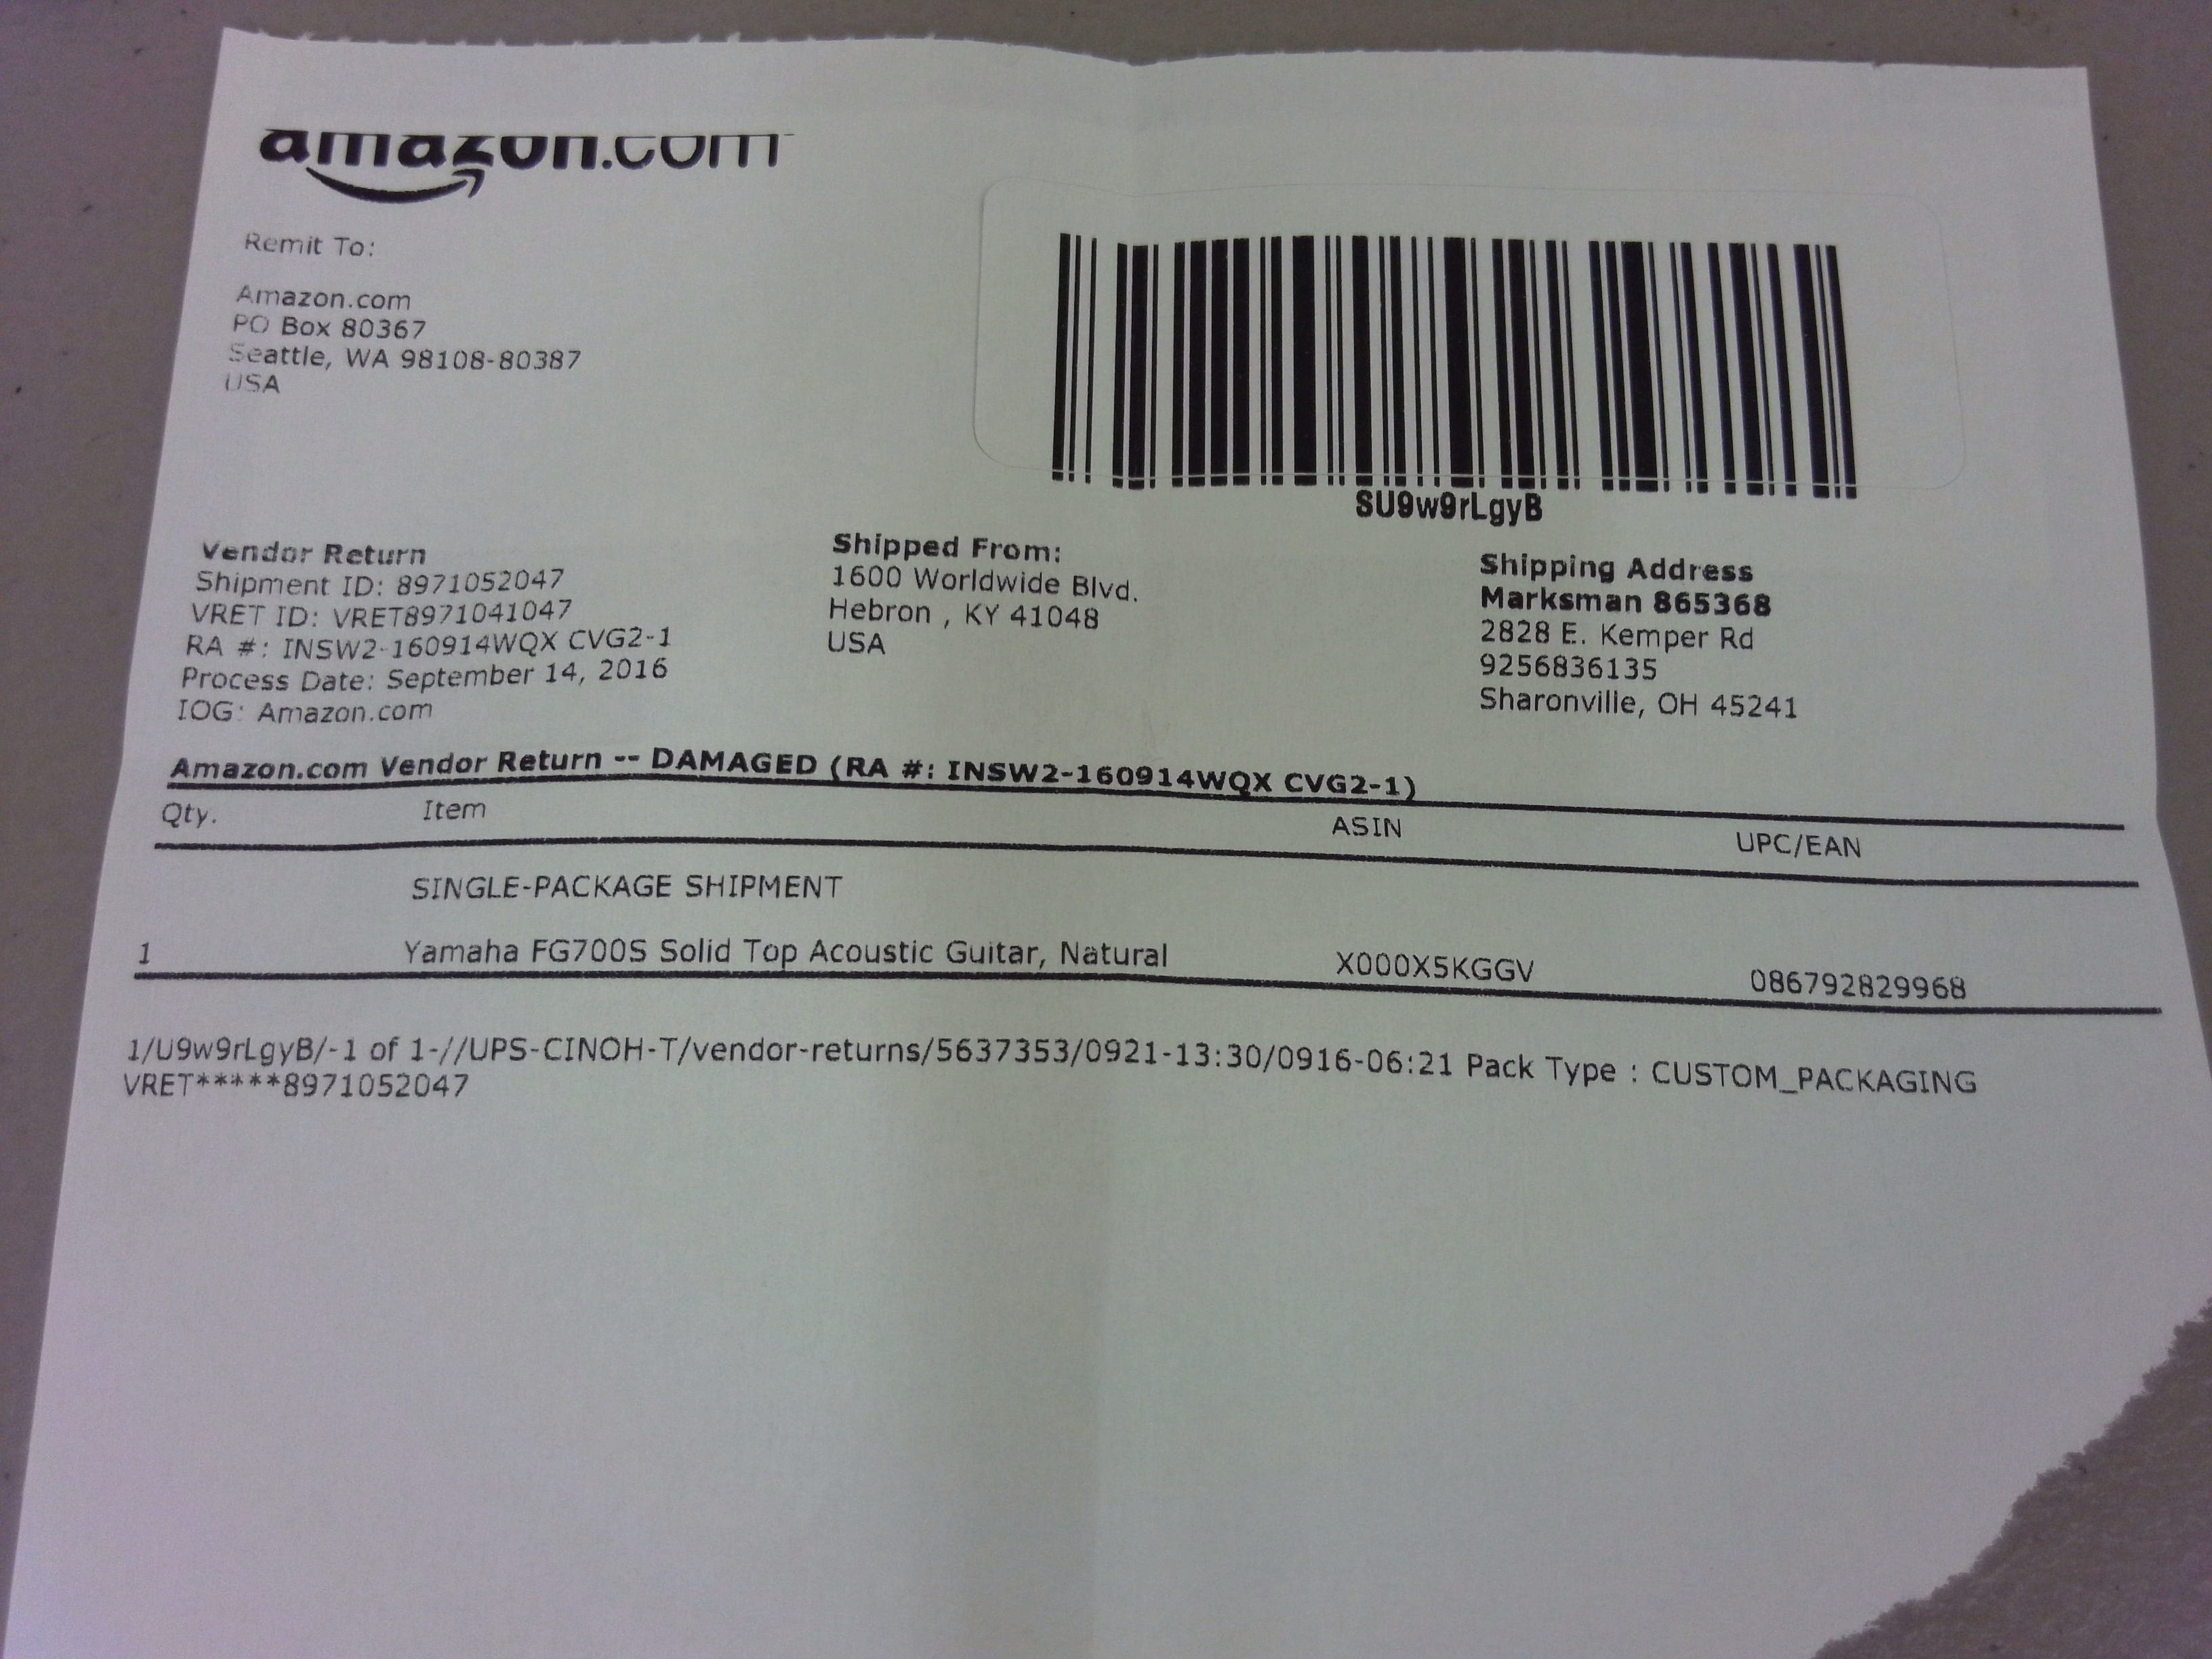 amazon.com
Remit To:
Amazon.com
PO Box 80367
Seattle, WA 98108-80387
USA
SU9w9rLgyB
Vendor Return
Shipment ID: 8971052047
VRET ID: VRET8971041047
RA #: INSW2-160914WQX CVG2-1
Process Date: September 14, 2016
IOG: Amazon.com
Shipped From:
1600 Worldwide Blvd.
Hebron , KY 41048
USA
Shipping Address
Marksman 865368
2828 E. Kemper Rd
9256836135
Sharonville, OH 45241
Amazon.com Vendor Return -- DAMAGED (RA #: INSW2-160914WQX CVG2-1)
Qty. Item ASIN UPC/EAN
SINGLE-PACKAGE SHIPMENT
1 Yamaha FG700S Solid Top Acoustic Guitar, Natural X000X5KGGV 086792829968
1/U9w9rLgyB/-1 of 1-//UPS-CINOH-T/vendor-returns/5637353/0921-13:30/0916-06:21 Pack Type : CUSTOM_PACKAGING
VRET*****8971052047